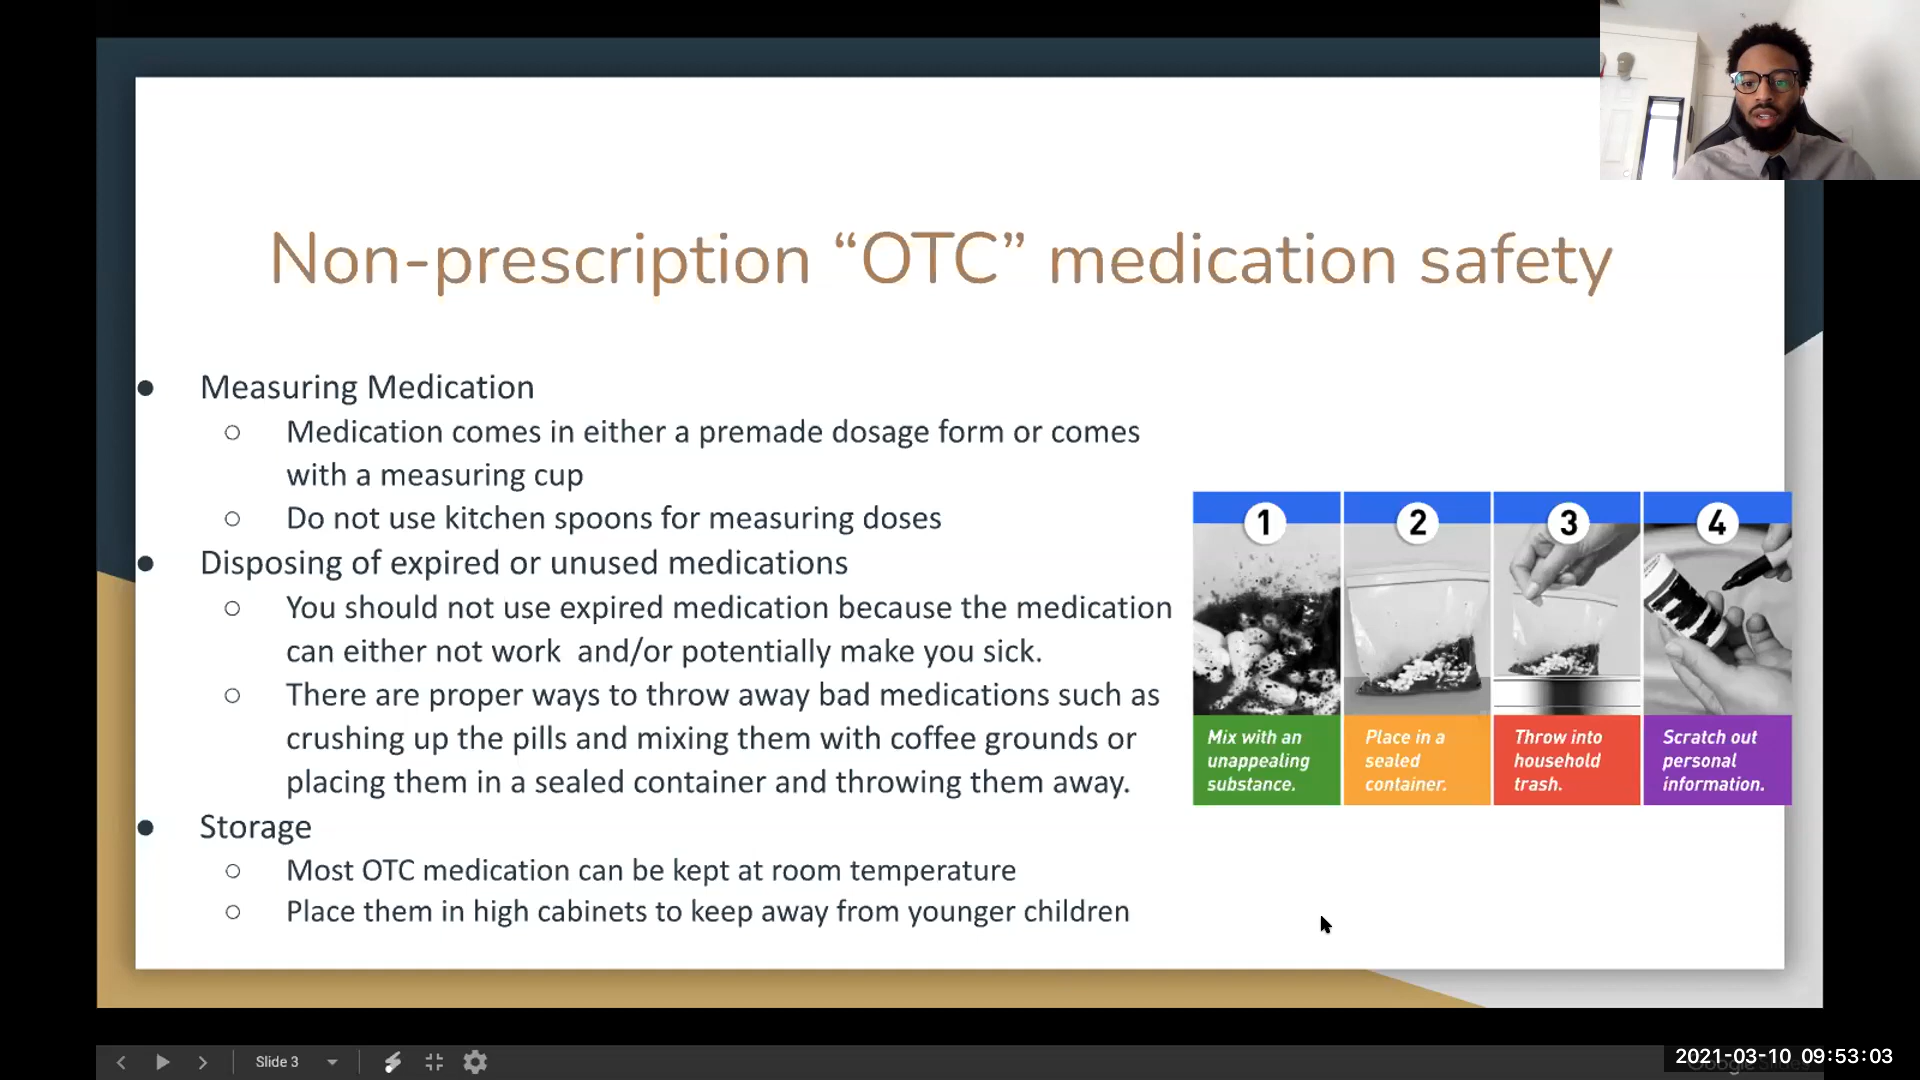 Non-prescription “OTC” medication safety
● Measuring Medication
○ Medication comes in either a premade dosage form or comes
with a measuring cup
○ Do not use kitchen spoons for measuring doses
● Disposing of expired or unused medications
○ You should not use expired medication because the medication
can either not work  and/or potentially make you sick.
○ There are proper ways to throw away bad medications such as
crushing up the pills and mixing them with coffee grounds or
placing them in a sealed container and throwing them away.
● Storage
○ Most OTC medication can be kept at room temperature
○ Place them in high cabinets to keep away from younger children
1
Mix with an
unappealing
substance.
2
Place in a
sealed
container.
3
Throw into
household
trash.
4
Scratch out
personal
information.
Slide 3
2021-03-10 09:53:03